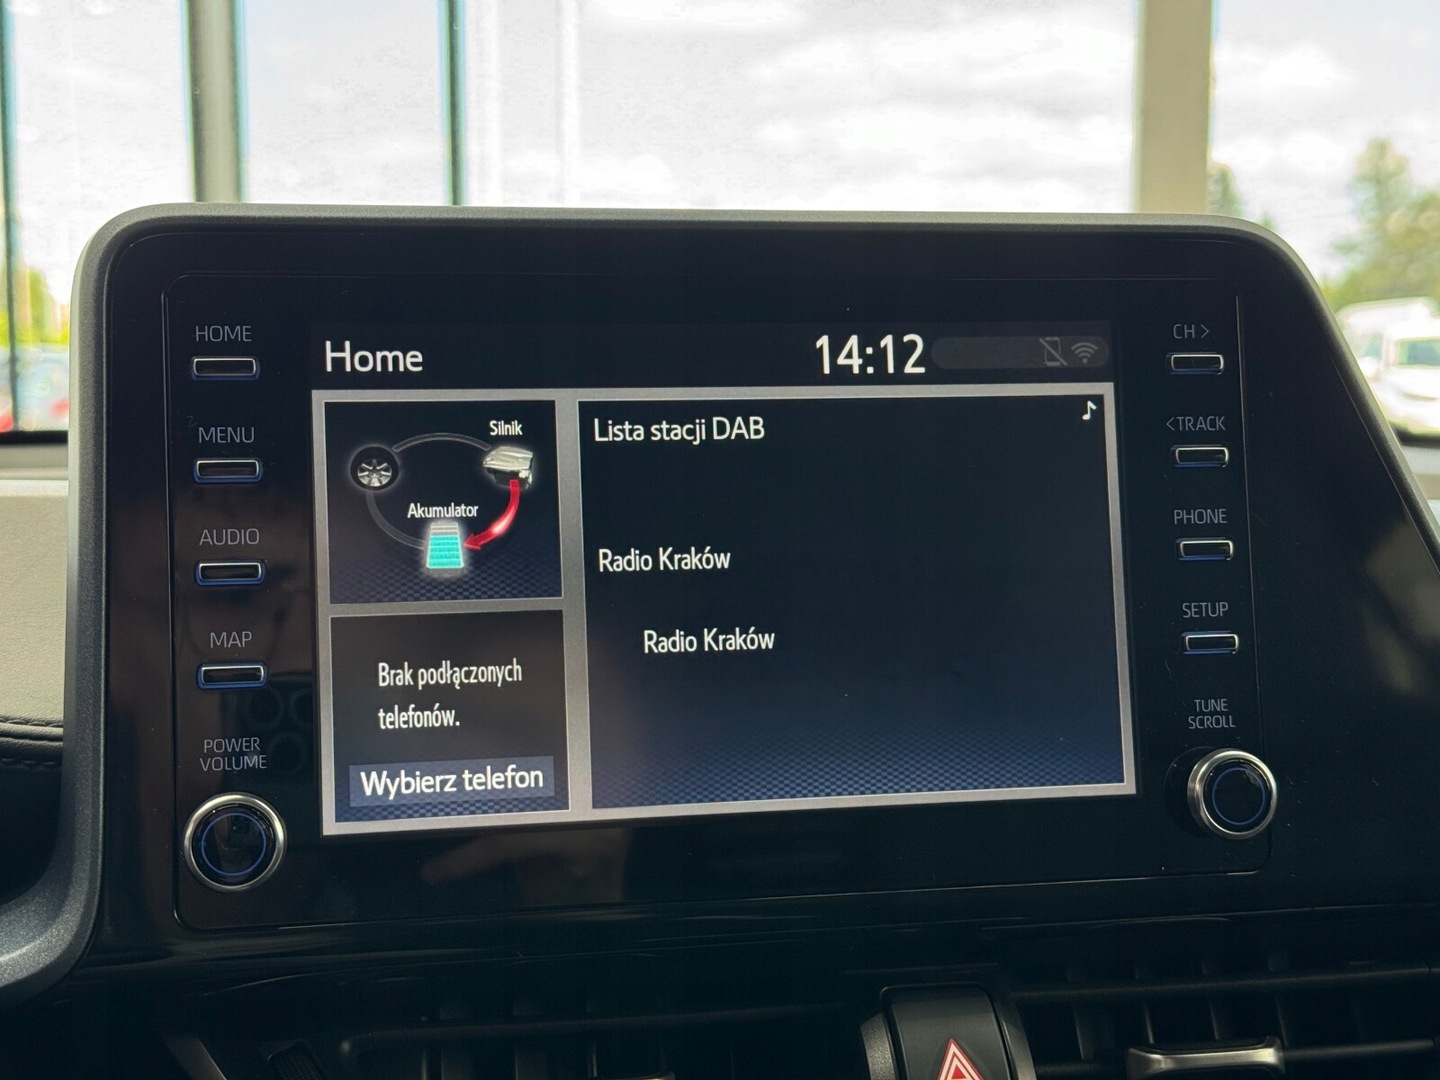 HOME
MENU
AUDIO
MAP
POWER
VOLUME
Home
14:12
Silnik
Akumulator
Brak podłączonych
telefonów.
Wybierz telefon
Lista stacji DAB
Radio Kraków
Radio Kraków
CH >
< TRACK
PHONE
SETUP
TUNE
SCROLL